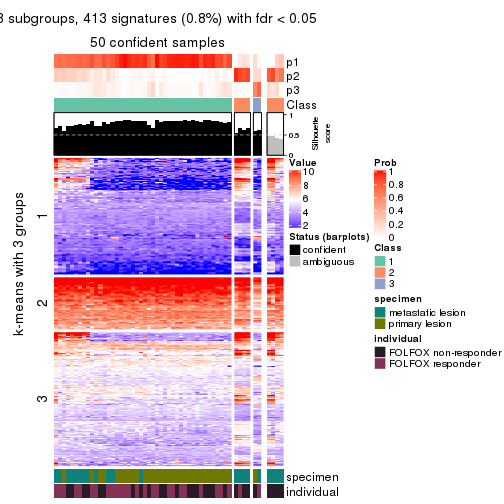 3 subgroups, 413 signatures (0.8%) with fdr < 0.05
50 confident samples
p1
p2
p3
Class
1
0.5
0
Silhouette
score
k-means with 3 groups
1
2
3
specimen
individual
Value
10
8
6
4
2
Status (barplots)
confident
ambiguous
Prob
1
0.8
0.6
0.4
0.2
0
Class
1
2
3
specimen
metastatic lesion
primary lesion
individual
FOLFOX non-responder
FOLFOX responder